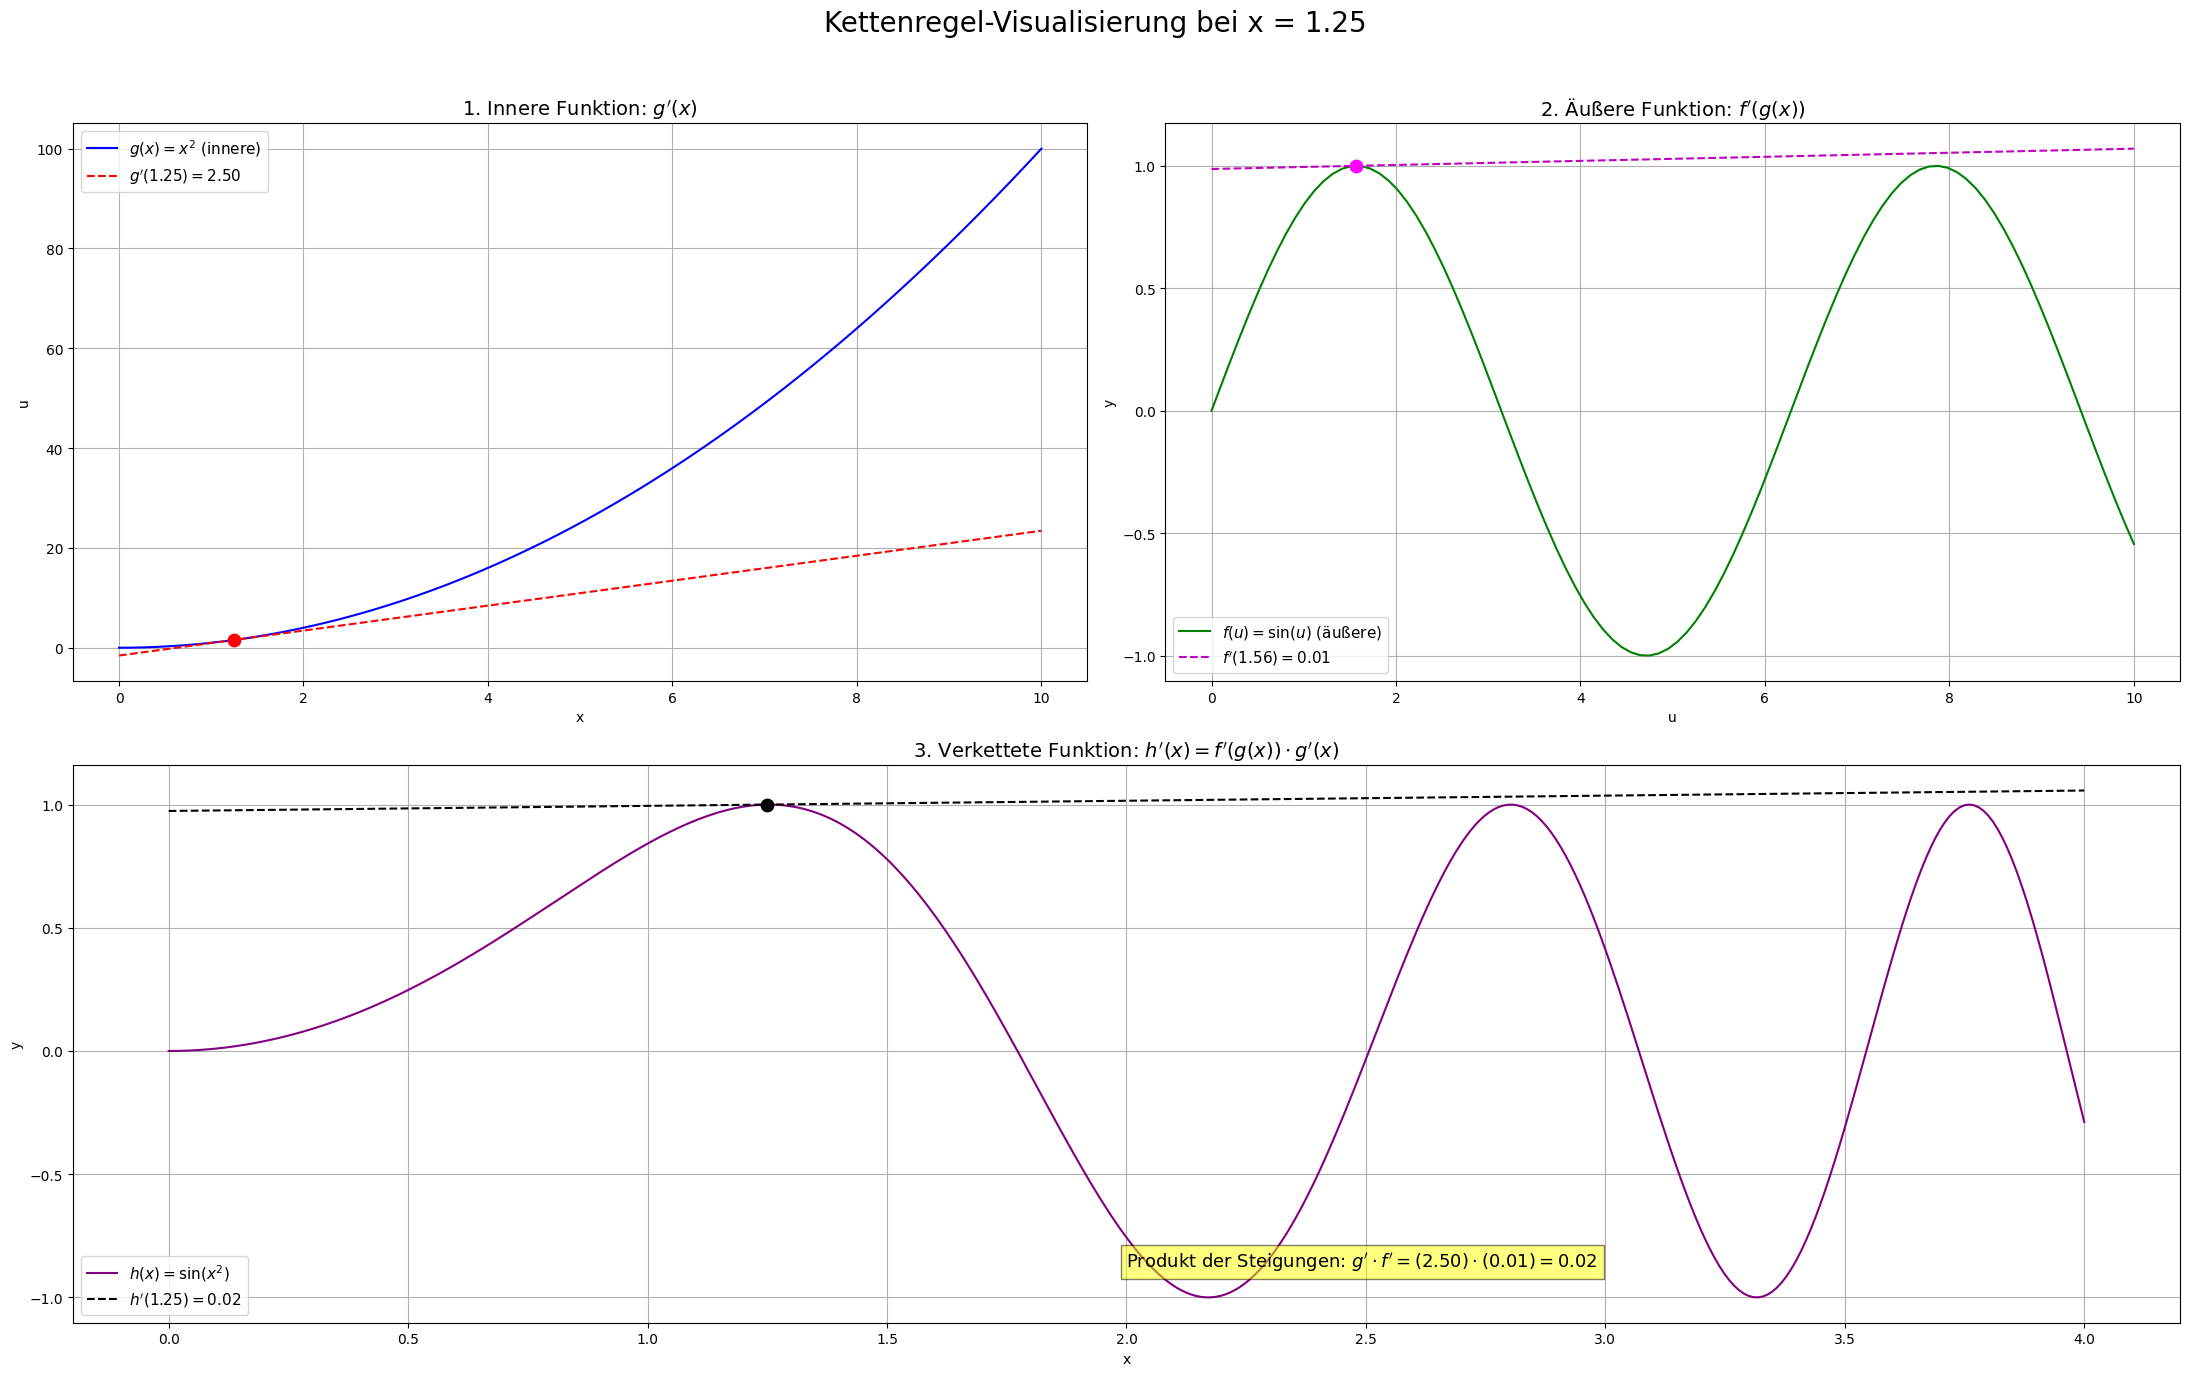 Kettenregel-Visualisierung bei x = 1.25
1. Innere Funktion: g′(x)
g(x) = x² (innere)
g′(1.25) = 2.50
100
80
60
40
20
0
u
0 2 4 6 8 10
x
2. Äußere Funktion: f′(g(x))
1.0
0.5
0.0
−0.5
−1.0
y
f(u) = sin(u) (äußere)
f′(1.56) = 0.01
0 2 4 6 8 10
u
3. Verkettete Funktion: h′(x) = f′(g(x)) · g′(x)
1.0
0.5
0.0
−0.5
−1.0
y
Produkt der Steigungen: g′ · f′ = (2.50) · (0.01) = 0.02
h(x) = sin(x²)
h′(1.25) = 0.02
0.0 0.5 1.0 1.5 2.0 2.5 3.0 3.5 4.0
x